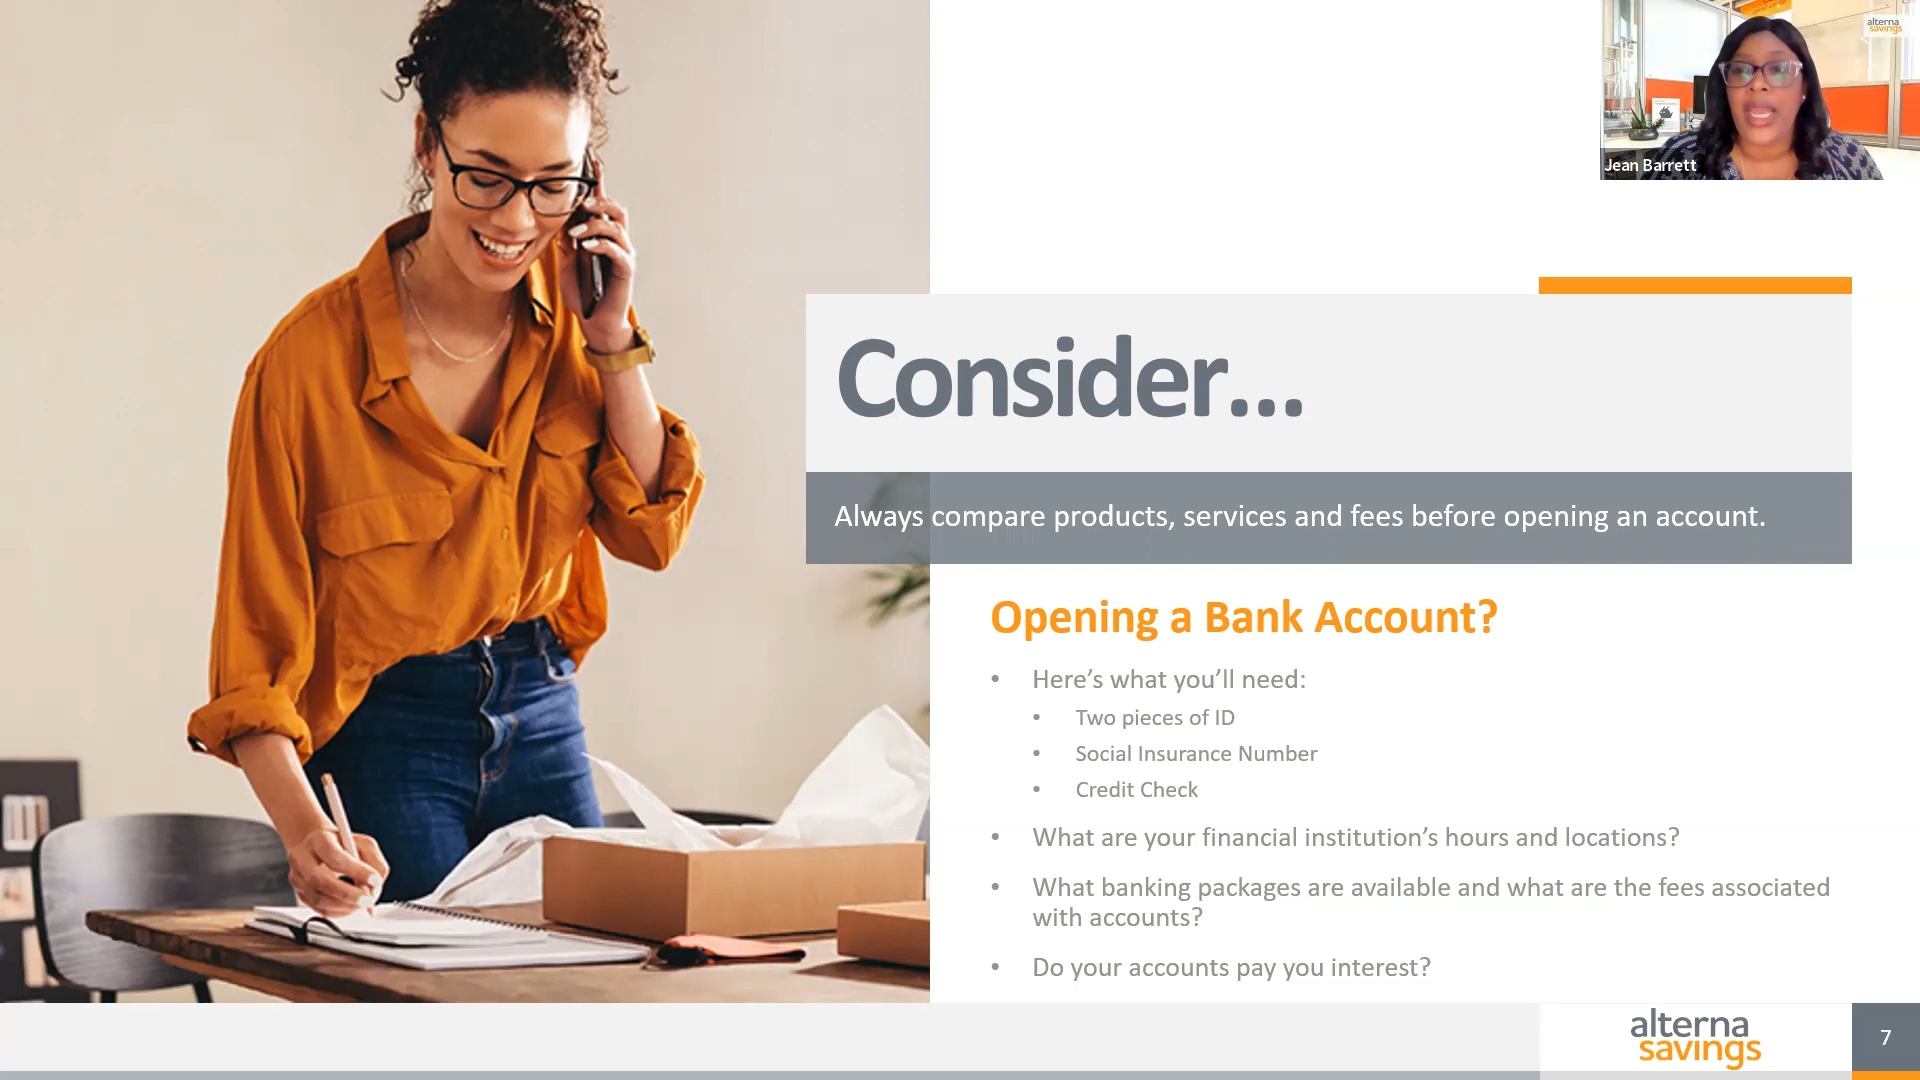 alterna
savings
Jean Barrett
Consider...
Always compare products, services and fees before opening an account.
Opening a Bank Account?
• Here’s what you’ll need:
• Two pieces of ID
• Social Insurance Number
• Credit Check
• What are your financial institution’s hours and locations?
• What banking packages are available and what are the fees associated
with accounts?
• Do your accounts pay you interest?
alterna
savings
7